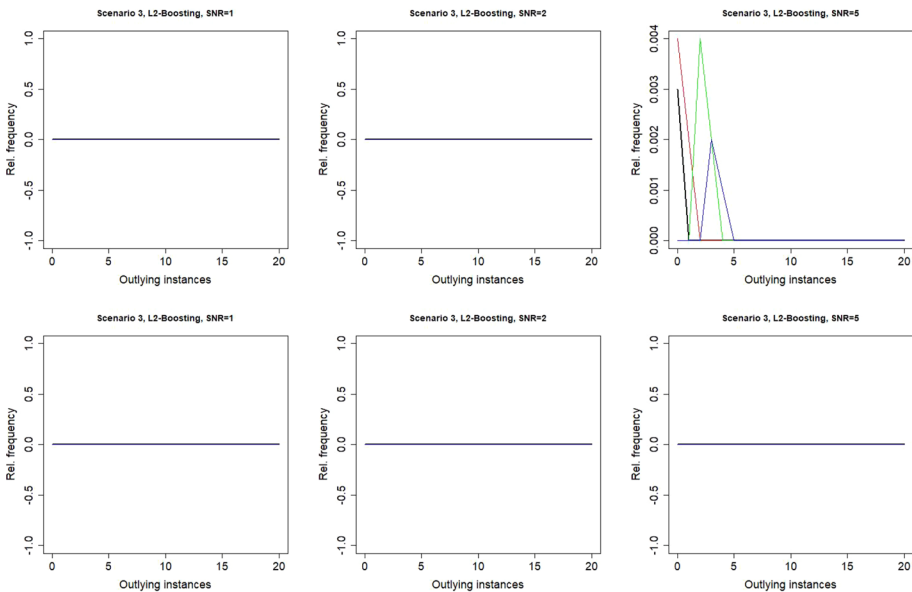 Scenario 3, L2-Boosting, SNR=1
Rel. frequency
1.0
0.5
0.0
-0.5
-1.0
0 5 10 15 20
Outlying instances
Scenario 3, L2-Boosting, SNR=2
Rel. frequency
1.0
0.5
0.0
-0.5
-1.0
0 5 10 15 20
Outlying instances
Scenario 3, L2-Boosting, SNR=5
Rel. frequency
0.004
0.003
0.002
0.001
0.000
0 5 10 15 20
Outlying instances
Scenario 3, L2-Boosting, SNR=1
Rel. frequency
1.0
0.5
0.0
-0.5
-1.0
0 5 10 15 20
Outlying instances
Scenario 3, L2-Boosting, SNR=2
Rel. frequency
1.0
0.5
0.0
-0.5
-1.0
0 5 10 15 20
Outlying instances
Scenario 3, L2-Boosting, SNR=5
Rel. frequency
1.0
0.5
0.0
-0.5
-1.0
0 5 10 15 20
Outlying instances